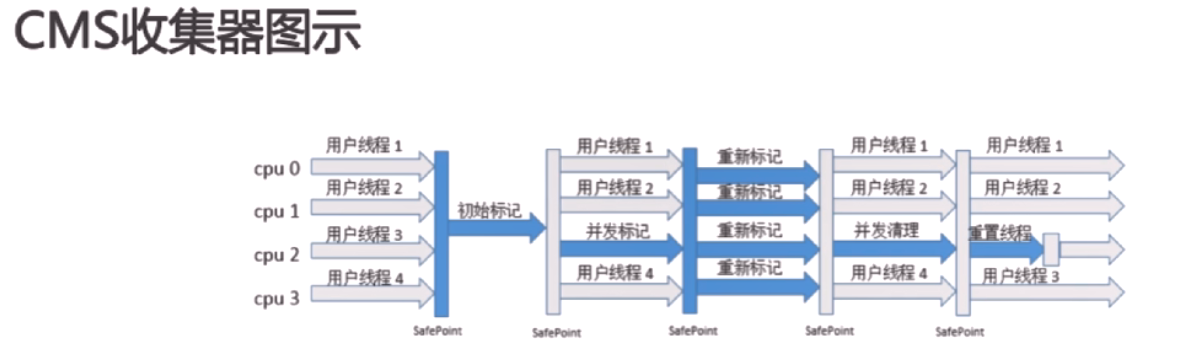 CMS收集器图示
用户线程 1
用户线程 1
重新标记
用户线程 1
用户线程 1
cpu 0
用户线程 2
用户线程 2
重新标记
用户线程 2
用户线程 2
cpu 1
初始标记
用户线程 3
并发标记
重新标记
并发清理
重置线程
cpu 2
用户线程 4
用户线程 4
重新标记
用户线程 4
用户线程 3
cpu 3
SafePoint
SafePoint
SafePoint
SafePoint
SafePoint